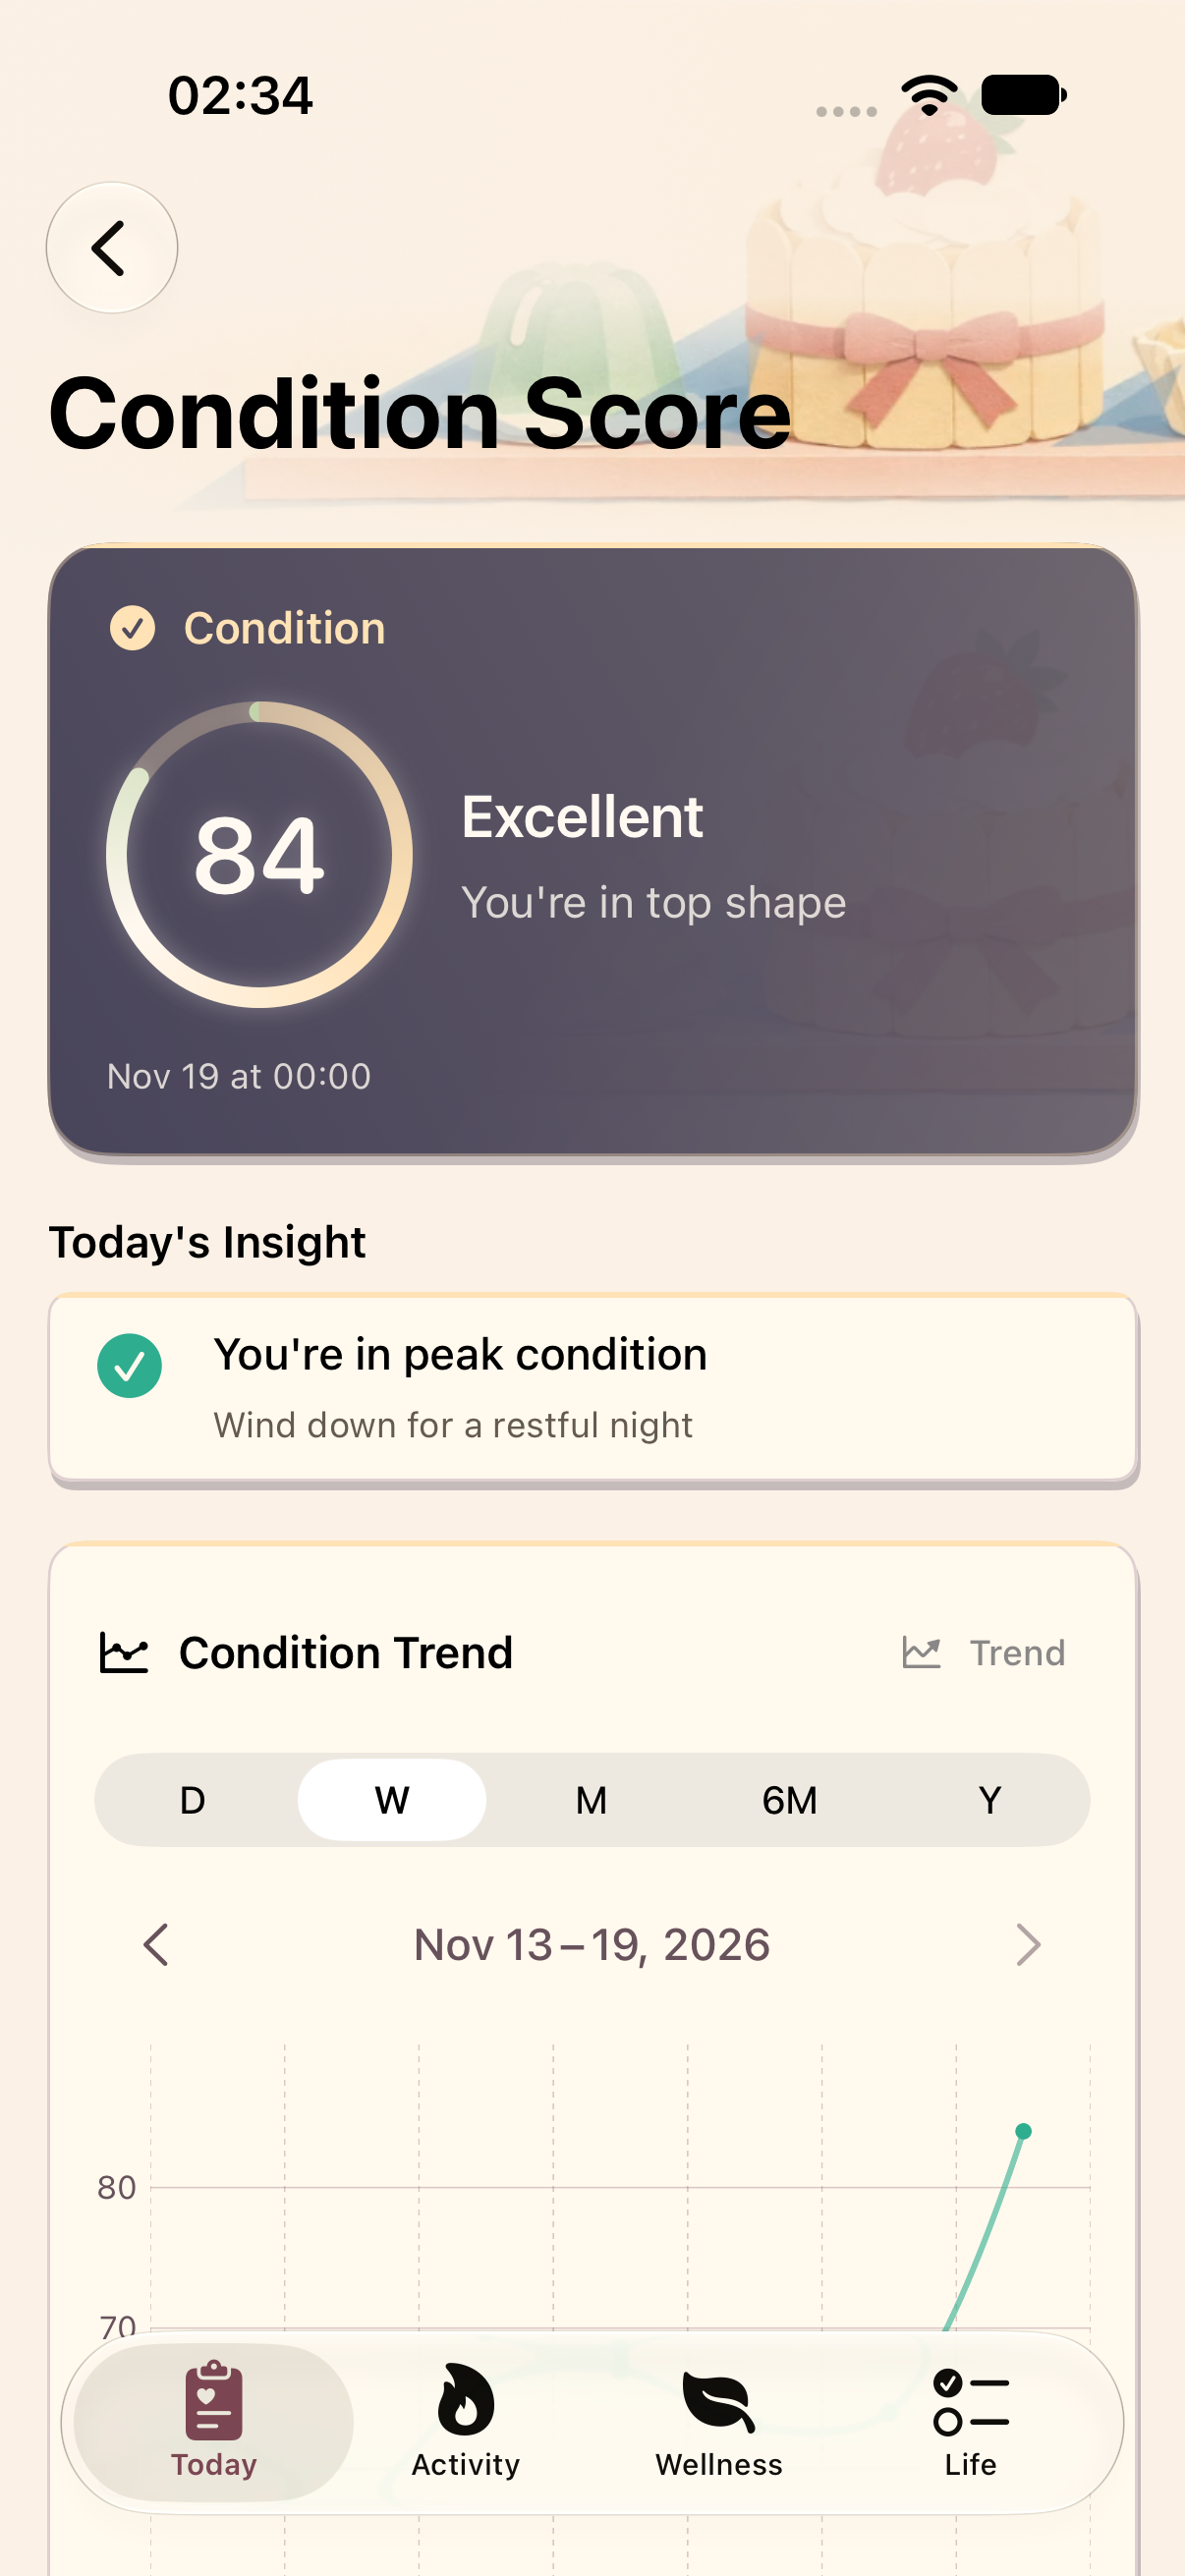 02:34
Condition Score
Condition
84
Excellent
You're in top shape
Nov 19 at 00:00
Today's Insight
You're in peak condition
Wind down for a restful night
Condition Trend
Trend
D W M 6M Y
Nov 13–19, 2026
80
70
Today Activity Wellness Life